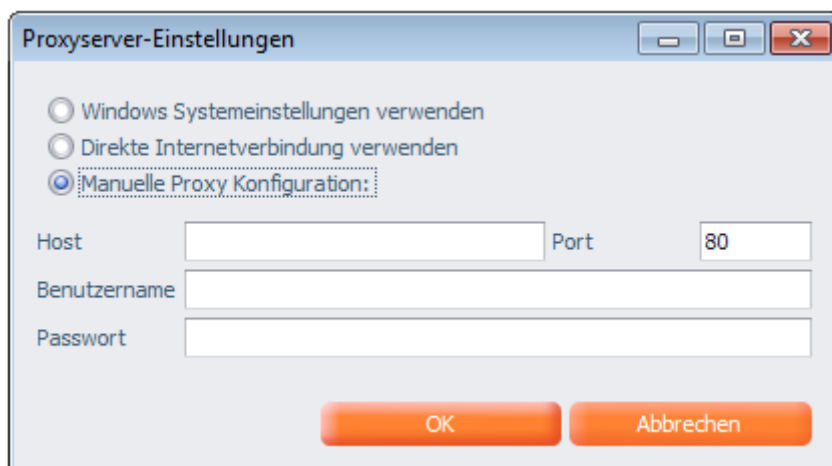 Proxyserver-Einstellungen
Windows Systemeinstellungen verwenden
Direkte Internetverbindung verwenden
Manuelle Proxy Konfiguration:
Host Port 80
Benutzername
Passwort
OK Abbrechen